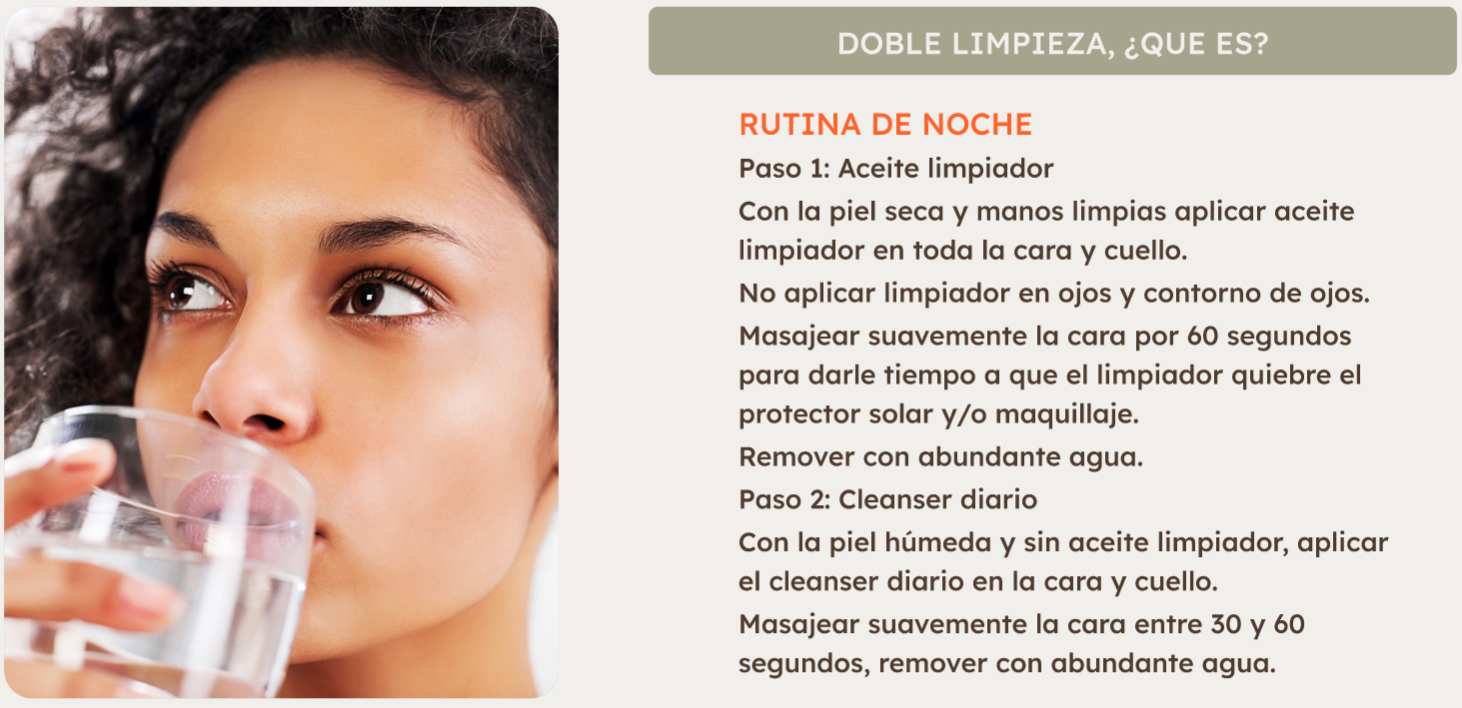 DOBLE LIMPIEZA, ¿QUE ES?
RUTINA DE NOCHE
Paso 1: Aceite limpiador
Con la piel seca y manos limpias aplicar aceite
limpiador en toda la cara y cuello.
No aplicar limpiador en ojos y contorno de ojos.
Masajear suavemente la cara por 60 segundos
para darle tiempo a que el limpiador quiebre el
protector solar y/o maquillaje.
Remover con abundante agua.
Paso 2: Cleanser diario
Con la piel húmeda y sin aceite limpiador, aplicar
el cleanser diario en la cara y cuello.
Masajear suavemente la cara entre 30 y 60
segundos, remover con abundante agua.